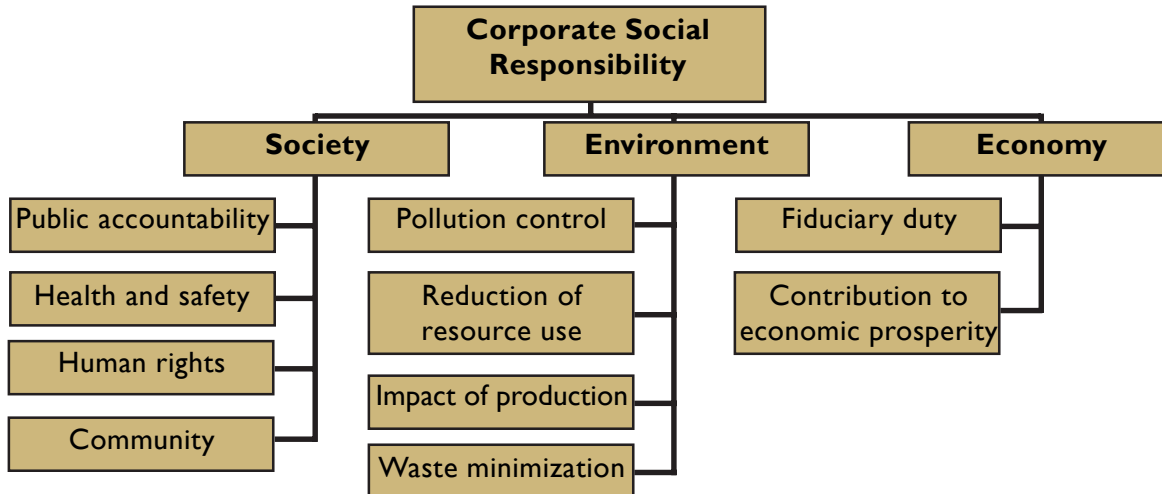 Corporate Social
Responsibility
Society
Environment
Economy
Public accountability
Health and safety
Human rights
Community
Pollution control
Reduction of
resource use
Impact of production
Waste minimization
Fiduciary duty
Contribution to
economic prosperity